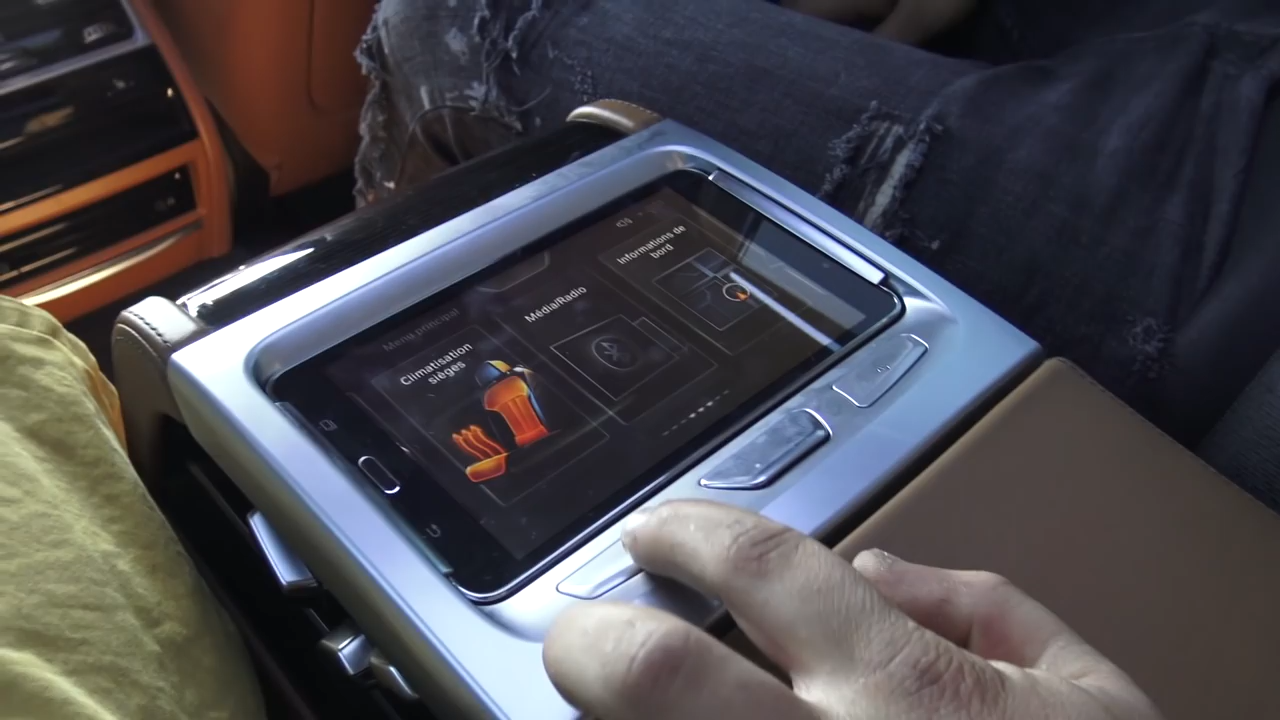 Menu principal
Climatisation
sièges
Média/Radio
Informations de
bord